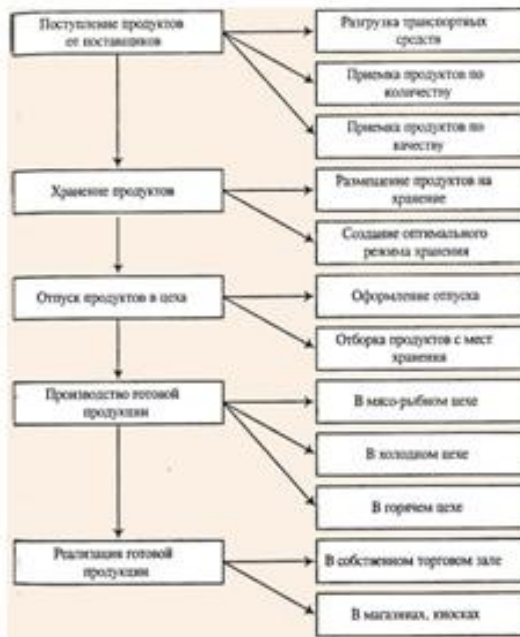 Поступление продуктов
от поставщиков
Разгрузка транспортных
средств
Приемка продуктов по
количеству
Приемка продуктов по
качеству
Хранение продуктов
Размещение продуктов на
хранение
Создание оптимального
режима хранения
Отпуск продуктов в цеха
Оформление отпуска
Отборка продуктов с мест
хранения
Производство готовой
продукции
В мясо-рыбном цехе
В холодном цехе
В горячем цехе
Реализация готовой
продукции
В собственном торговом зале
В магазинах, киосках